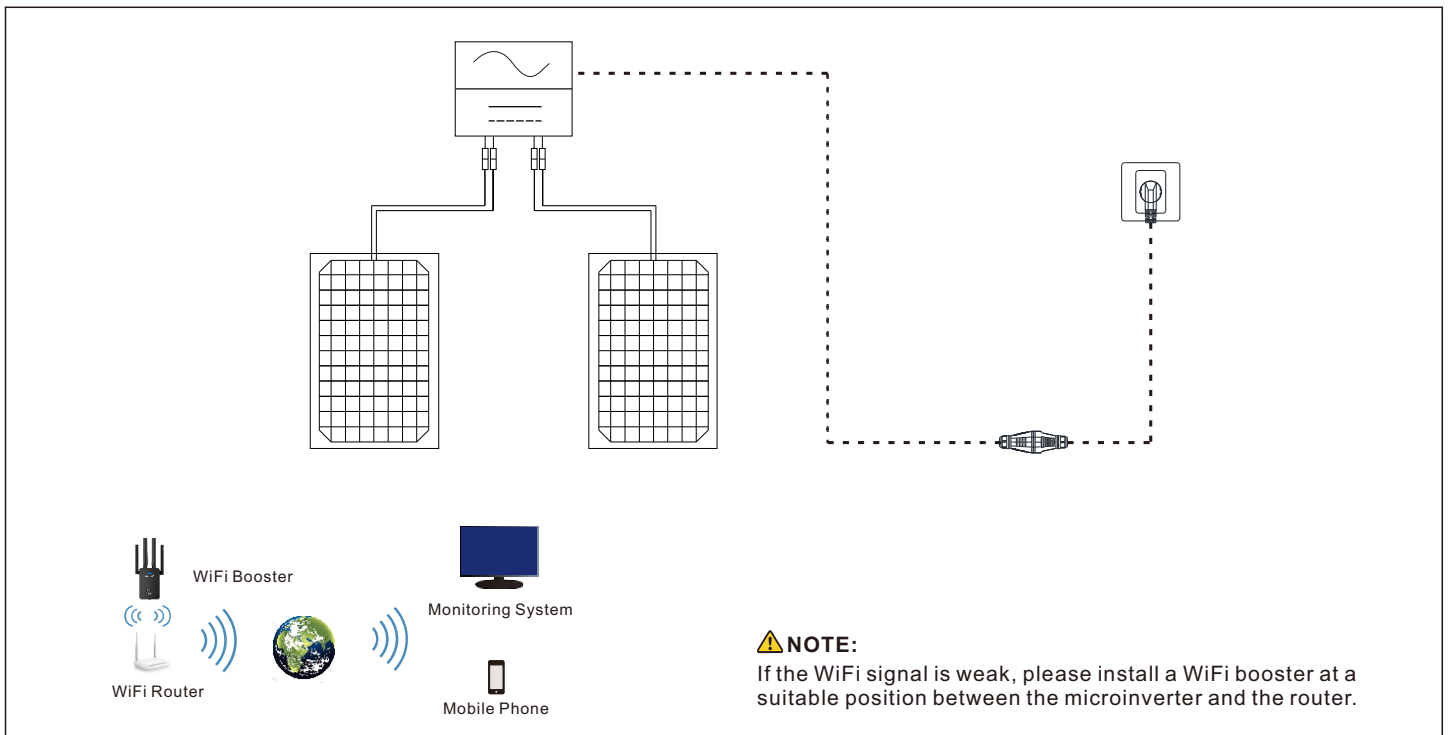 WiFi Booster
Monitoring System
WiFi Router
Mobile Phone
NOTE:
If the WiFi signal is weak, please install a WiFi booster at a
suitable position between the microinverter and the router.